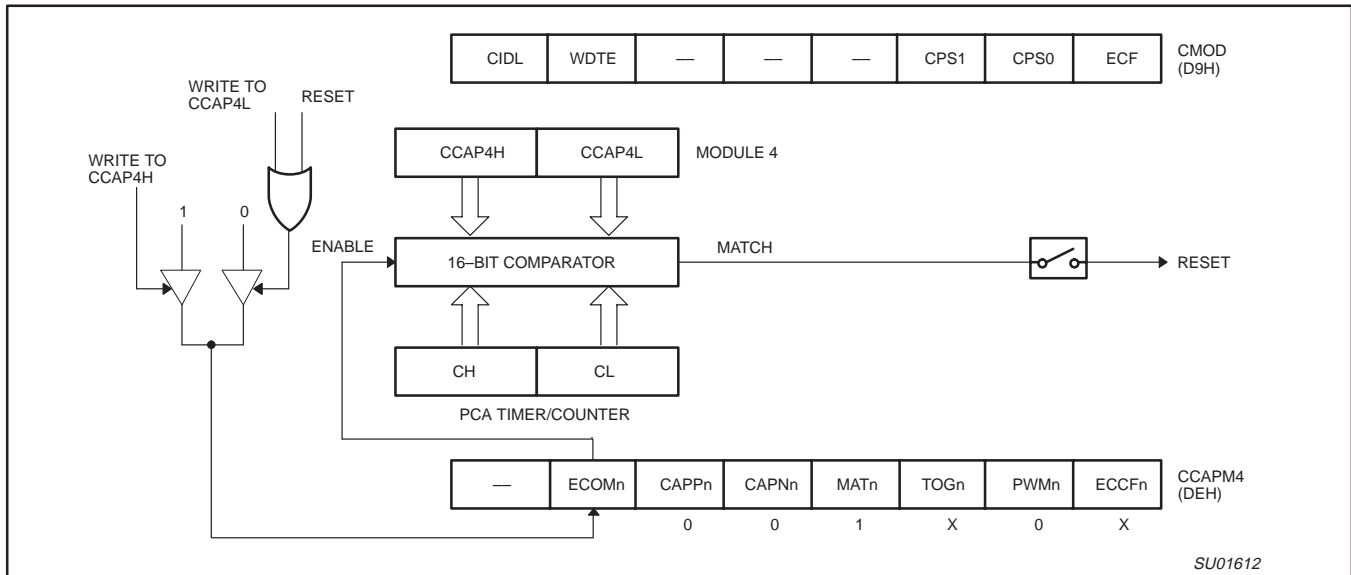 CIDL WDTE –– –– –– CPS1 CPS0 ECF CMOD
(D9H)
WRITE TO
CCAP4L RESET
CCAP4H CCAP4L MODULE 4
WRITE TO
CCAP4H
1 0
ENABLE
16–BIT COMPARATOR
MATCH
RESET
CH CL
PCA TIMER/COUNTER
–– ECOMn CAPPn CAPNn MATn TOGn PWMn ECCFn CCAPM4
(DEH)
0 0 1 X 0 X
SU01612